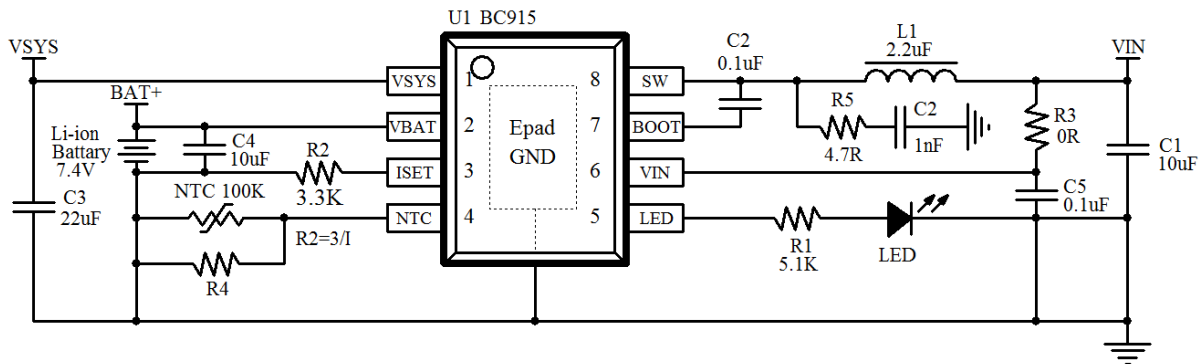 U1 BC915
VSYS
VIN
L1
2.2uF
C2
0.1uF
VSYS
1
8
SW
BAT+
Li-ion
Battary
7.4V
C4
10uF
VBAT
2
Epad
GND
7
BOOT
R5
4.7R
C2
1nF
R3
0R
C1
10uF
R2
3.3K
ISET
3
6
VIN
C3
22uF
NTC 100K
R2=3/I
NTC
4
5
LED
C5
0.1uF
R1
5.1K
LED
R4